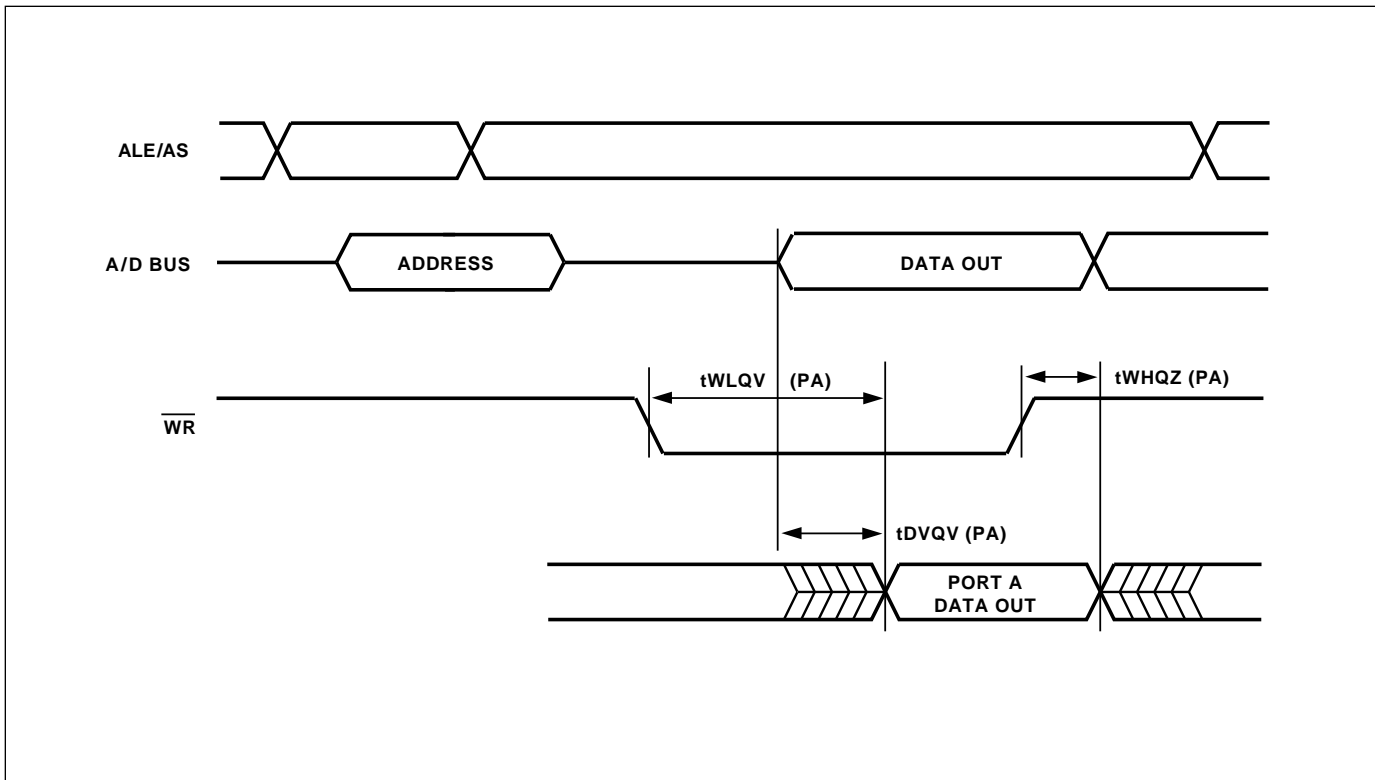 ALE/AS
A/D BUS
ADDRESS
DATA OUT
tWLQV (PA)
tWHQZ (PA)
WR
tDVQV (PA)
PORT A
DATA OUT